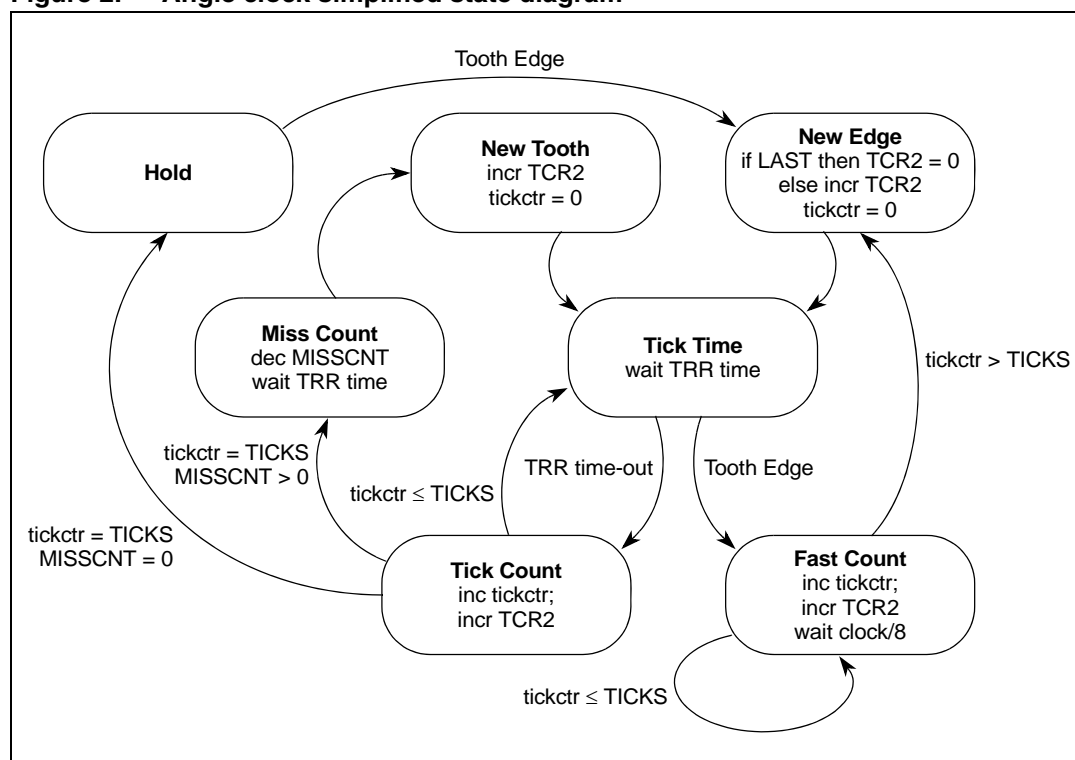 Figure 2. Angle clock simplified state diagram
Tooth Edge
Hold
New Tooth
incr TCR2
tickctr = 0
New Edge
if LAST then TCR2 = 0
else incr TCR2
tickctr = 0
Miss Count
dec MISSCNT
wait TRR time
Tick Time
wait TRR time
tickctr > TICKS
tickctr = TICKS
MISSCNT > 0
tickctr ≤ TICKS
TRR time-out
Tooth Edge
tickctr = TICKS
MISSCNT = 0
Tick Count
inc tickctr;
incr TCR2
Fast Count
inc tickctr;
incr TCR2
wait clock/8
tickctr ≤ TICKS